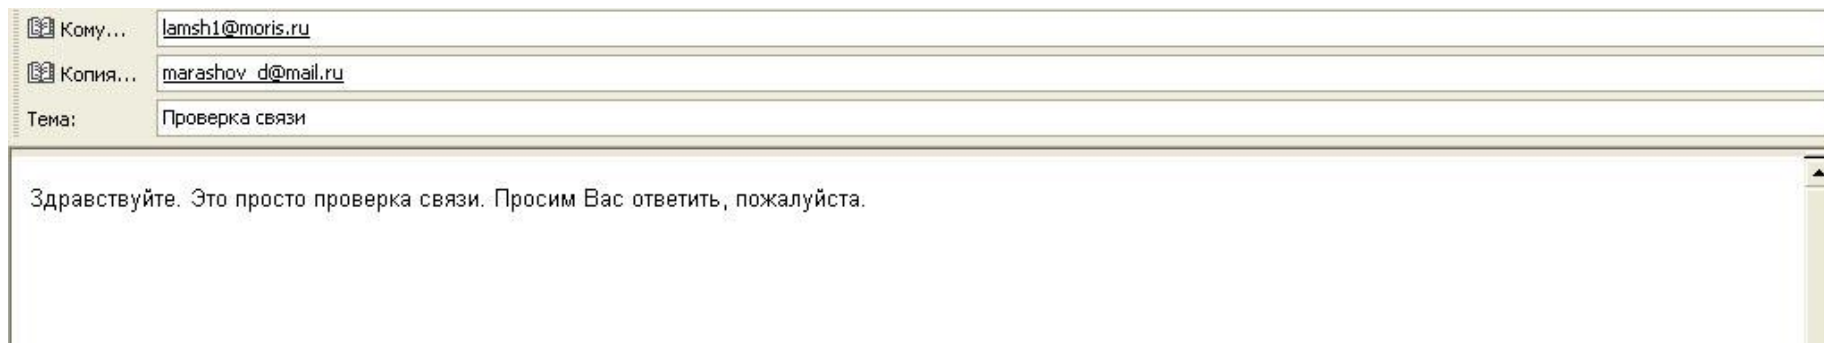 Кому... lamsh1@moris.ru
Копия... marashov_d@mail.ru
Тема: Проверка связи
Здравствуйте. Это просто проверка связи. Просим Вас ответить, пожалуйста.